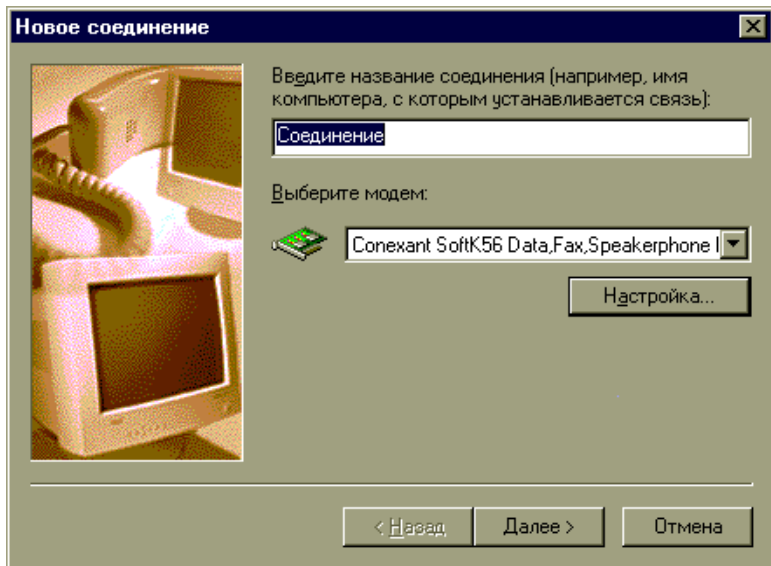 Новое соединение
Введите название соединения (например, имя
компьютера, с которым устанавливается связь):
Соединение
Выберите модем:
Conexant SoftK56 Data,Fax,Speakerphone
Настройка...
< Назад
Далее >
Отмена